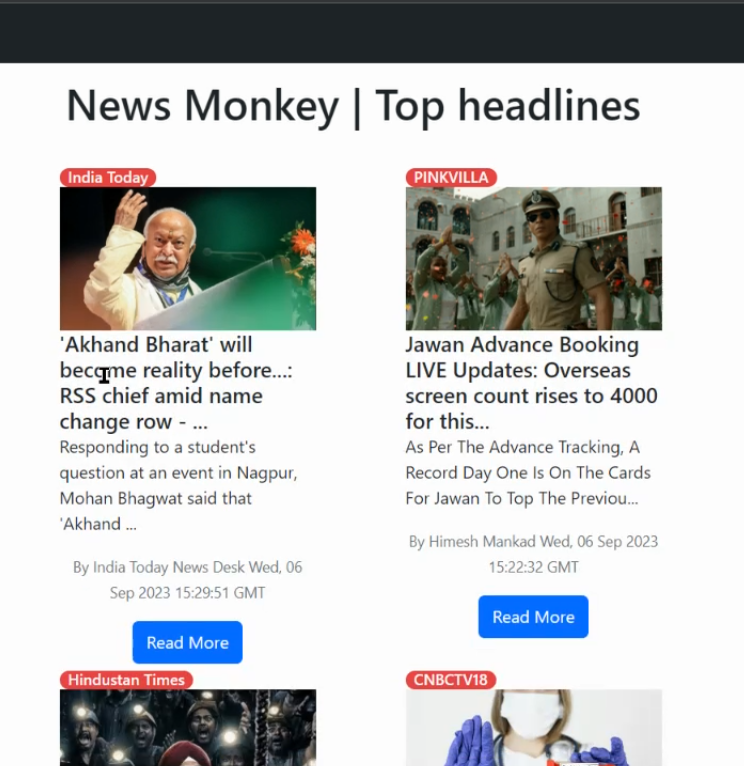 News Monkey | Top headlines
India Today
'Akhand Bharat' will
become reality before...:
RSS chief amid name
change row - ...
Responding to a student's
question at an event in Nagpur,
Mohan Bhagwat said that
'Akhand ...
By India Today News Desk Wed, 06
Sep 2023 15:29:51 GMT
Read More
PINKVILLA
Jawan Advance Booking
LIVE Updates: Overseas
screen count rises to 4000
for this...
As Per The Advance Tracking, A
Record Day One Is On The Cards
For Jawan To Top The Previou...
By Himesh Mankad Wed, 06 Sep 2023
15:22:32 GMT
Read More
Hindustan Times
CNBCTV18